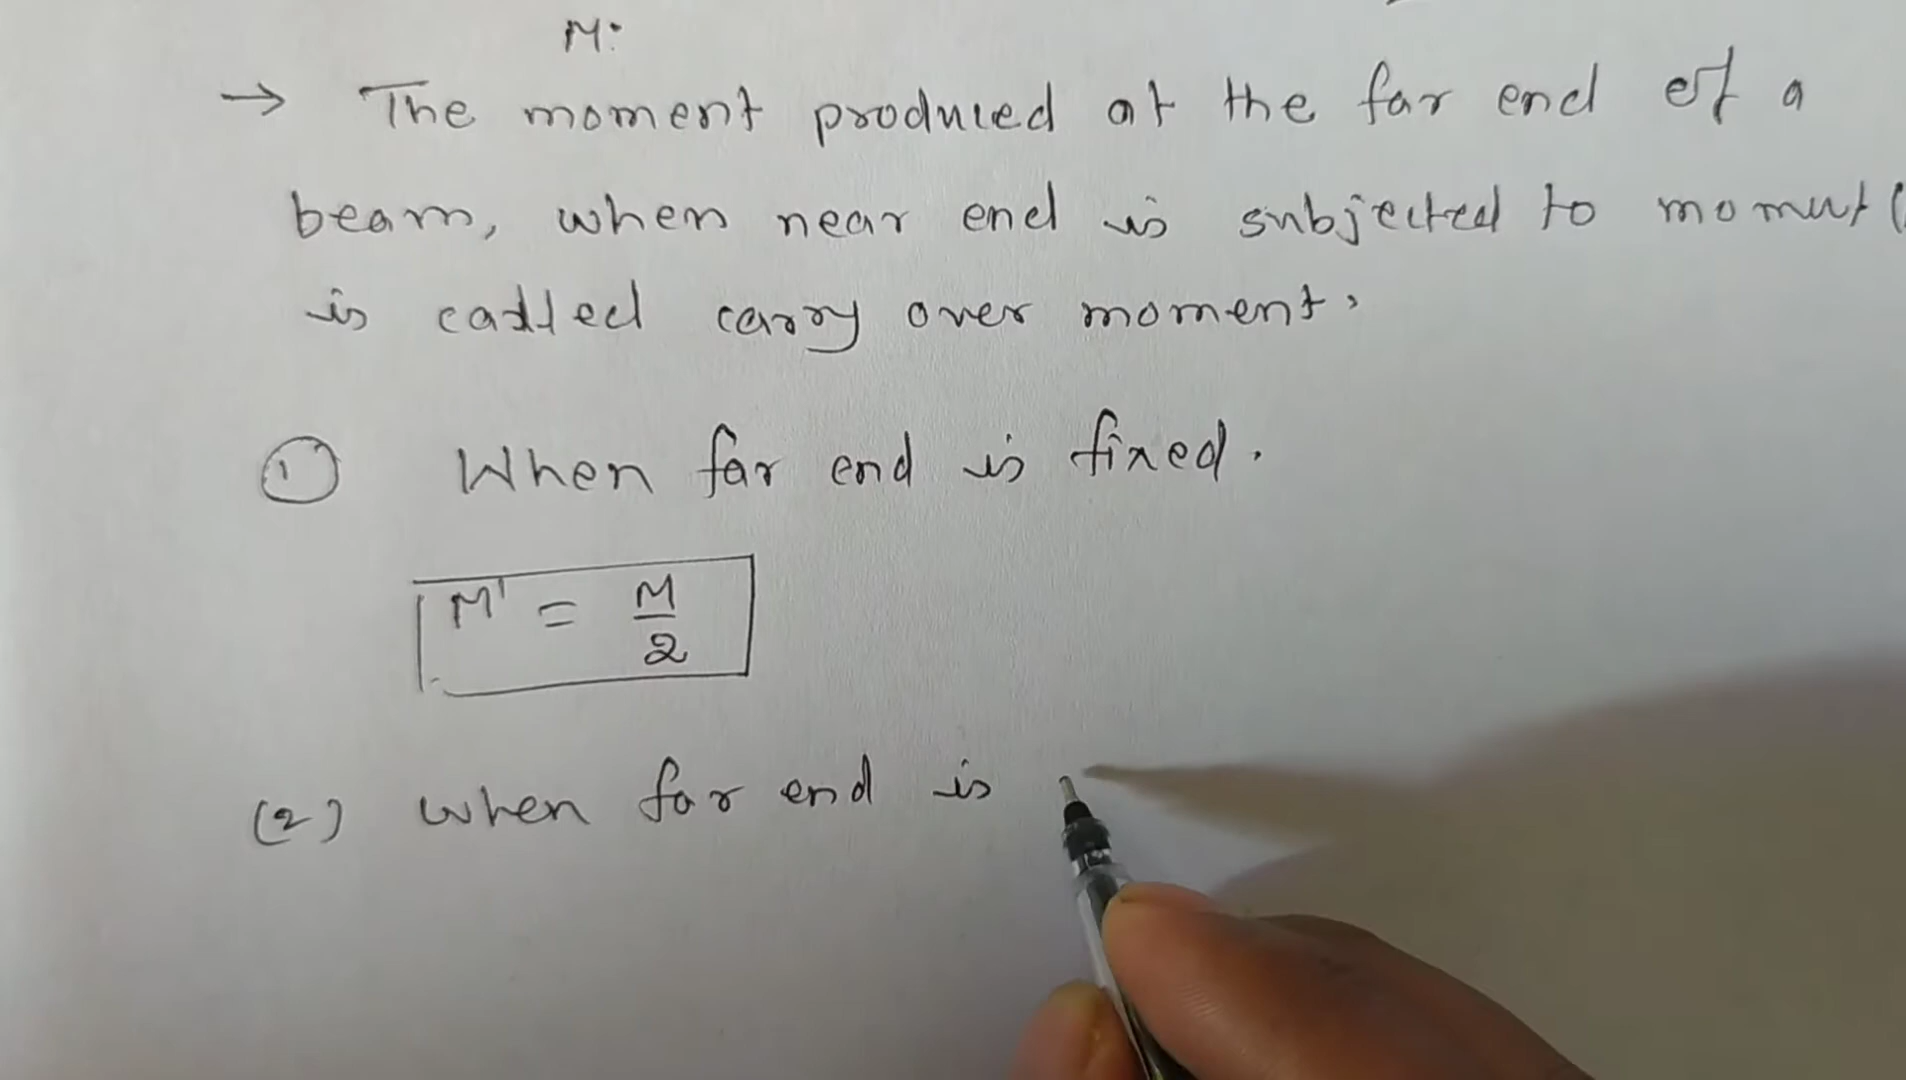 M'
→ The moment produced at the far end of a
beam, when near end is subjected to moment (
is called carry over moment.
① When far end is fixed.
M' = M/2
(2) when far end is